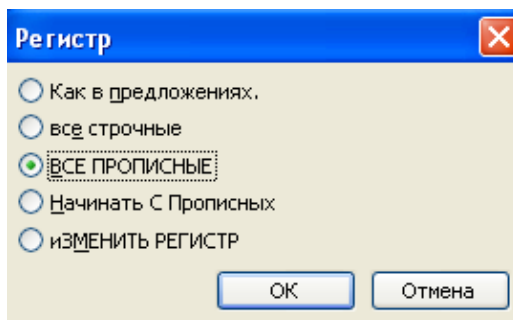 Регистр
Как в предложениях.
все строчные
ВСЕ ПРОПИСНЫЕ
Начинать С Прописных
иЗМЕНИТЬ РЕГИСТР
ОК Отмена